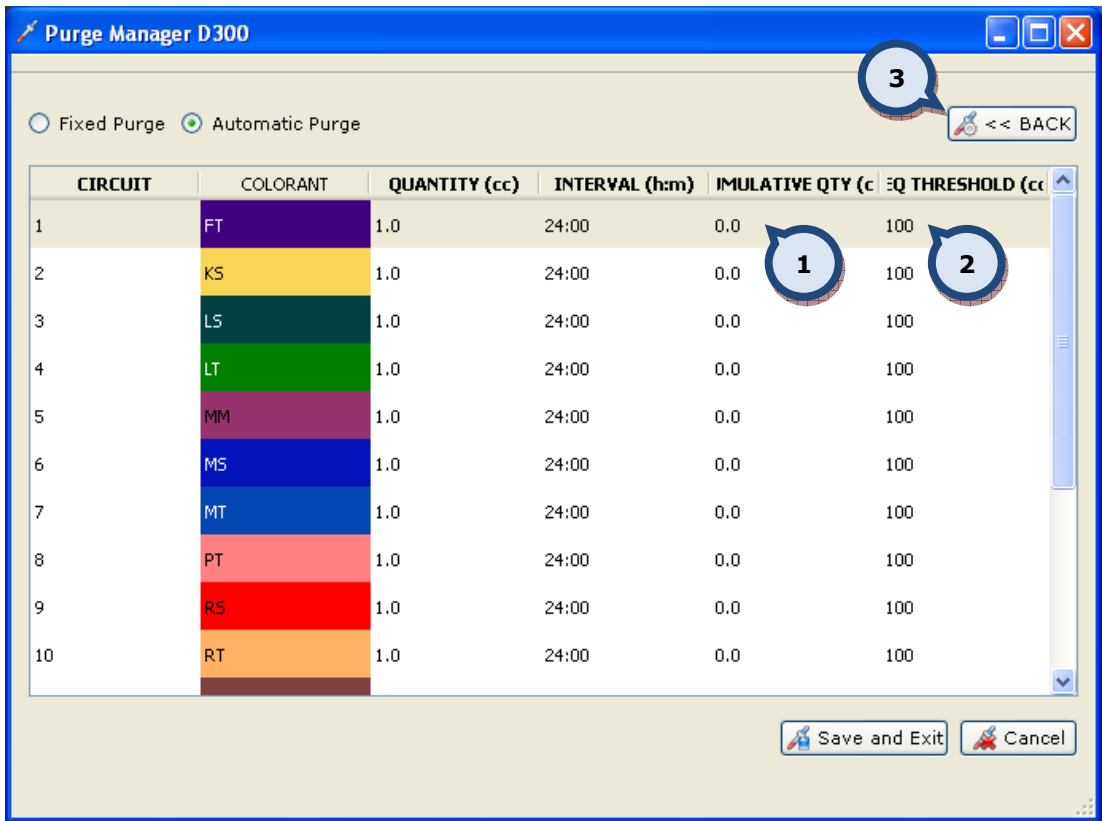 Purge Manager D300
3
Fixed Purge Automatic Purge << BACK
CIRCUIT COLORANT QUANTITY (cc) INTERVAL (h:m) IMULATIVE QTY (c EQ THRESHOLD (cc
1 FT 1.0 24:00 0.0 100
1 2
2 KS 1.0 24:00 0.0 100
3 LS 1.0 24:00 0.0 100
4 LT 1.0 24:00 0.0 100
5 MM 1.0 24:00 0.0 100
6 MS 1.0 24:00 0.0 100
7 MT 1.0 24:00 0.0 100
8 PT 1.0 24:00 0.0 100
9 RS 1.0 24:00 0.0 100
10 RT 1.0 24:00 0.0 100
Save and Exit Cancel